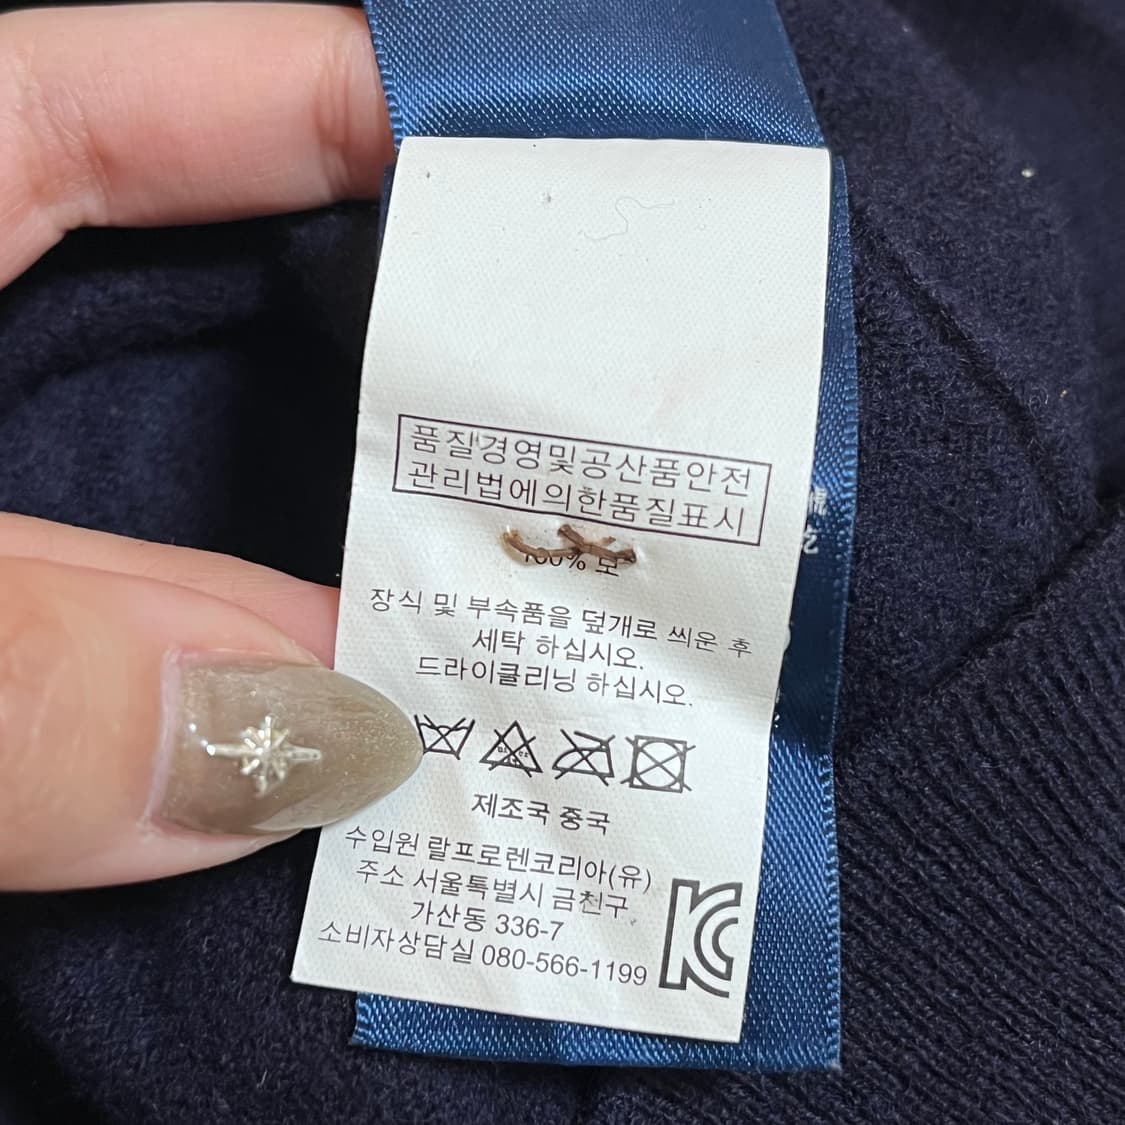 품질경영및공산품안전
관리법에의한품질표시
100% 모
장식 및 부속품을 덮개로 씌운 후
세탁 하십시오.
드라이클리닝 하십시오.
제조국 중국
수입원 랄프로렌코리아(유)
주소 서울특별시 금천구
가산동 336-7
소비자상담실 080-566-1199
KC